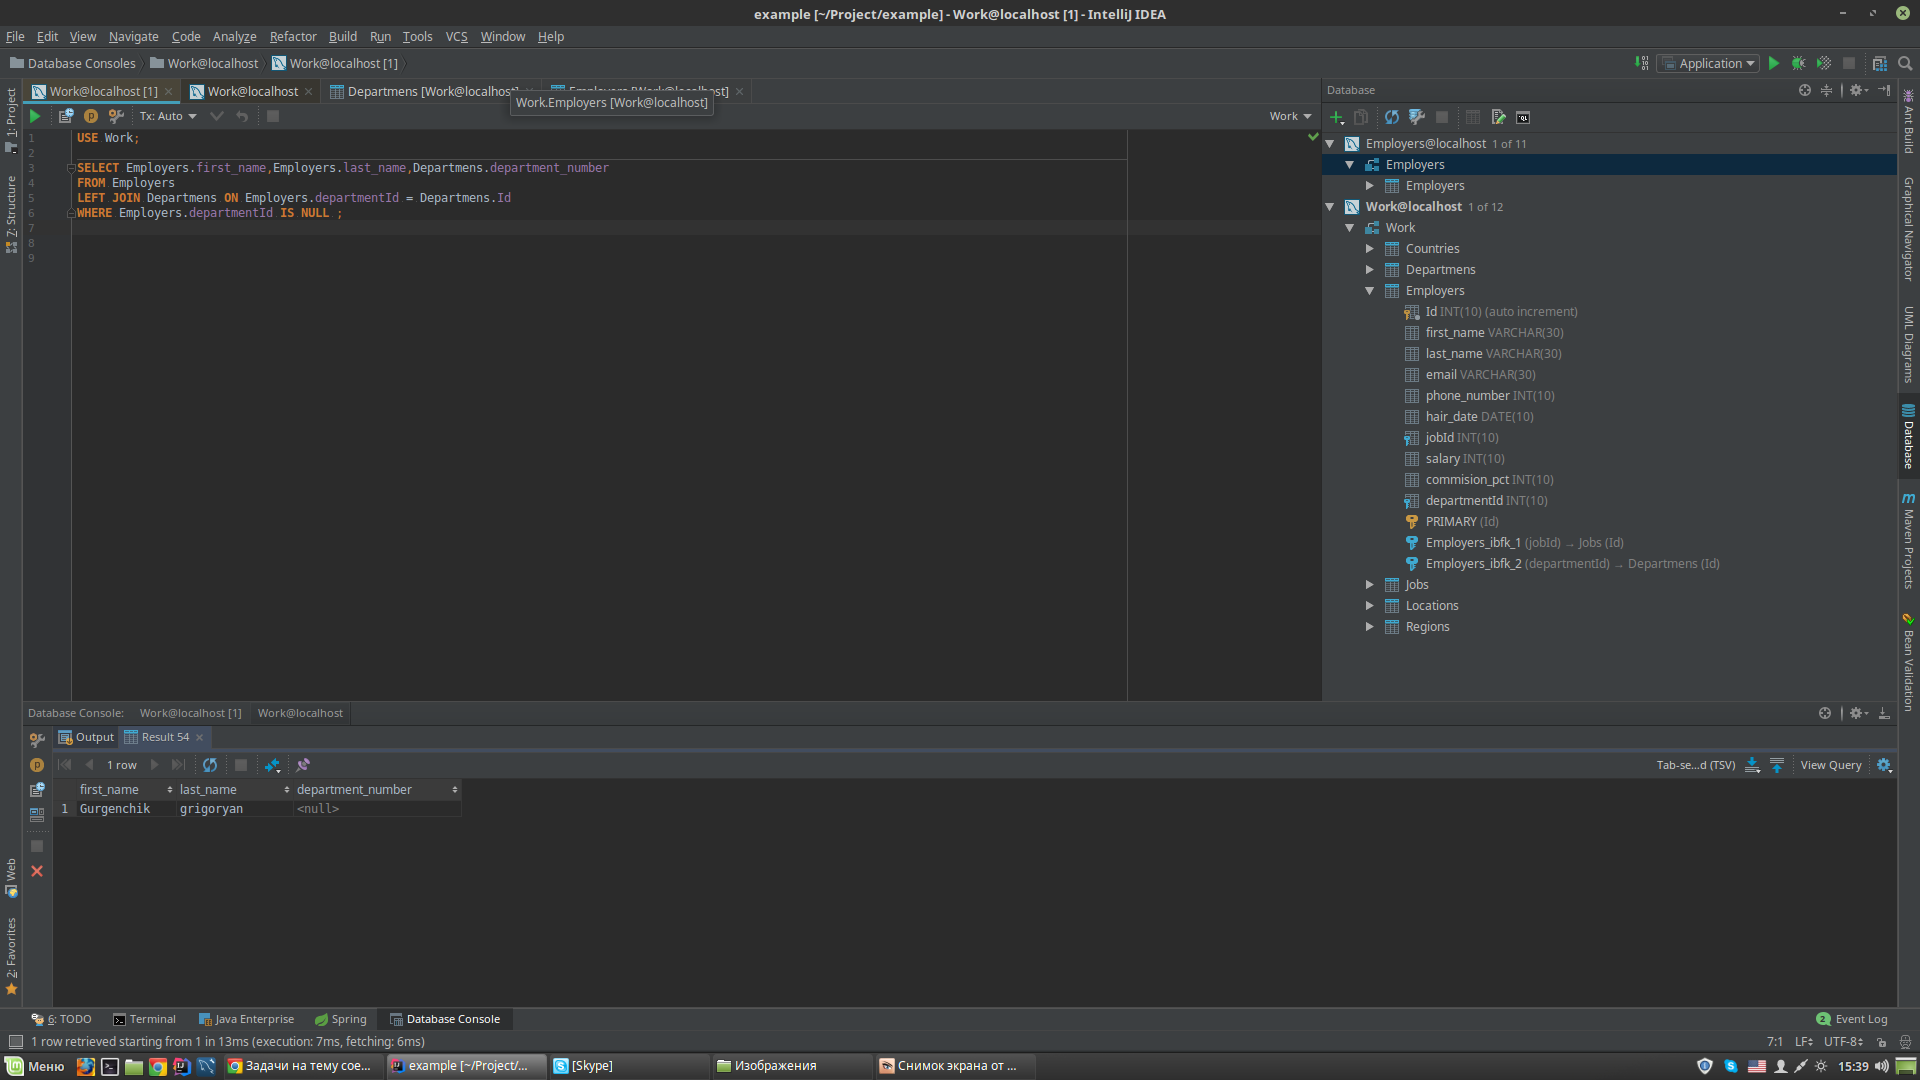 example [~/Project/example] - Work@localhost [1] - IntelliJ IDEA
File Edit View Navigate Code Analyze Refactor Build Run Tools VCS Window Help
Database Consoles Work@localhost Work@localhost [1]
Application
Work@localhost [1] Work@localhost Departmens [Work@localhost]
Work.Employers [Work@localhost]
Tx: Auto
Work
1 USE Work;
2
3 SELECT Employers.first_name,Employers.last_name,Departmens.department_number
4 FROM Employers
5 LEFT JOIN Departmens ON Employers.departmentId = Departmens.Id
6 WHERE Employers.departmentId IS NULL ;
7
8
9
1: Project
7: Structure
Web
2: Favorites
Database
Employers@localhost 1 of 11
Employers
Employers
Work@localhost 1 of 12
Work
Countries
Departmens
Employers
Id INT(10) (auto increment)
first_name VARCHAR(30)
last_name VARCHAR(30)
email VARCHAR(30)
phone_number INT(10)
hair_date DATE(10)
jobId INT(10)
salary INT(10)
commision_pct INT(10)
departmentId INT(10)
PRIMARY (Id)
Employers_ibfk_1 (jobId) → Jobs (Id)
Employers_ibfk_2 (departmentId) → Departmens (Id)
Jobs
Locations
Regions
Ant Build
Graphical Navigator
UML Diagrams
Database
Maven Projects
Bean Validation
Database Console: Work@localhost [1] Work@localhost
Output Result 54
1 row
Tab-se...d (TSV) View Query
first_name last_name department_number
1 Gurgenchik grigoryan <null>
6: TODO Terminal Java Enterprise Spring Database Console
2 Event Log
1 row retrieved starting from 1 in 13ms (execution: 7ms, fetching: 6ms)
7:1 LF UTF-8
Меню Задачи на тему сое... example [~/Project/... [Skype] Изображения Снимок экрана от ...
15:39